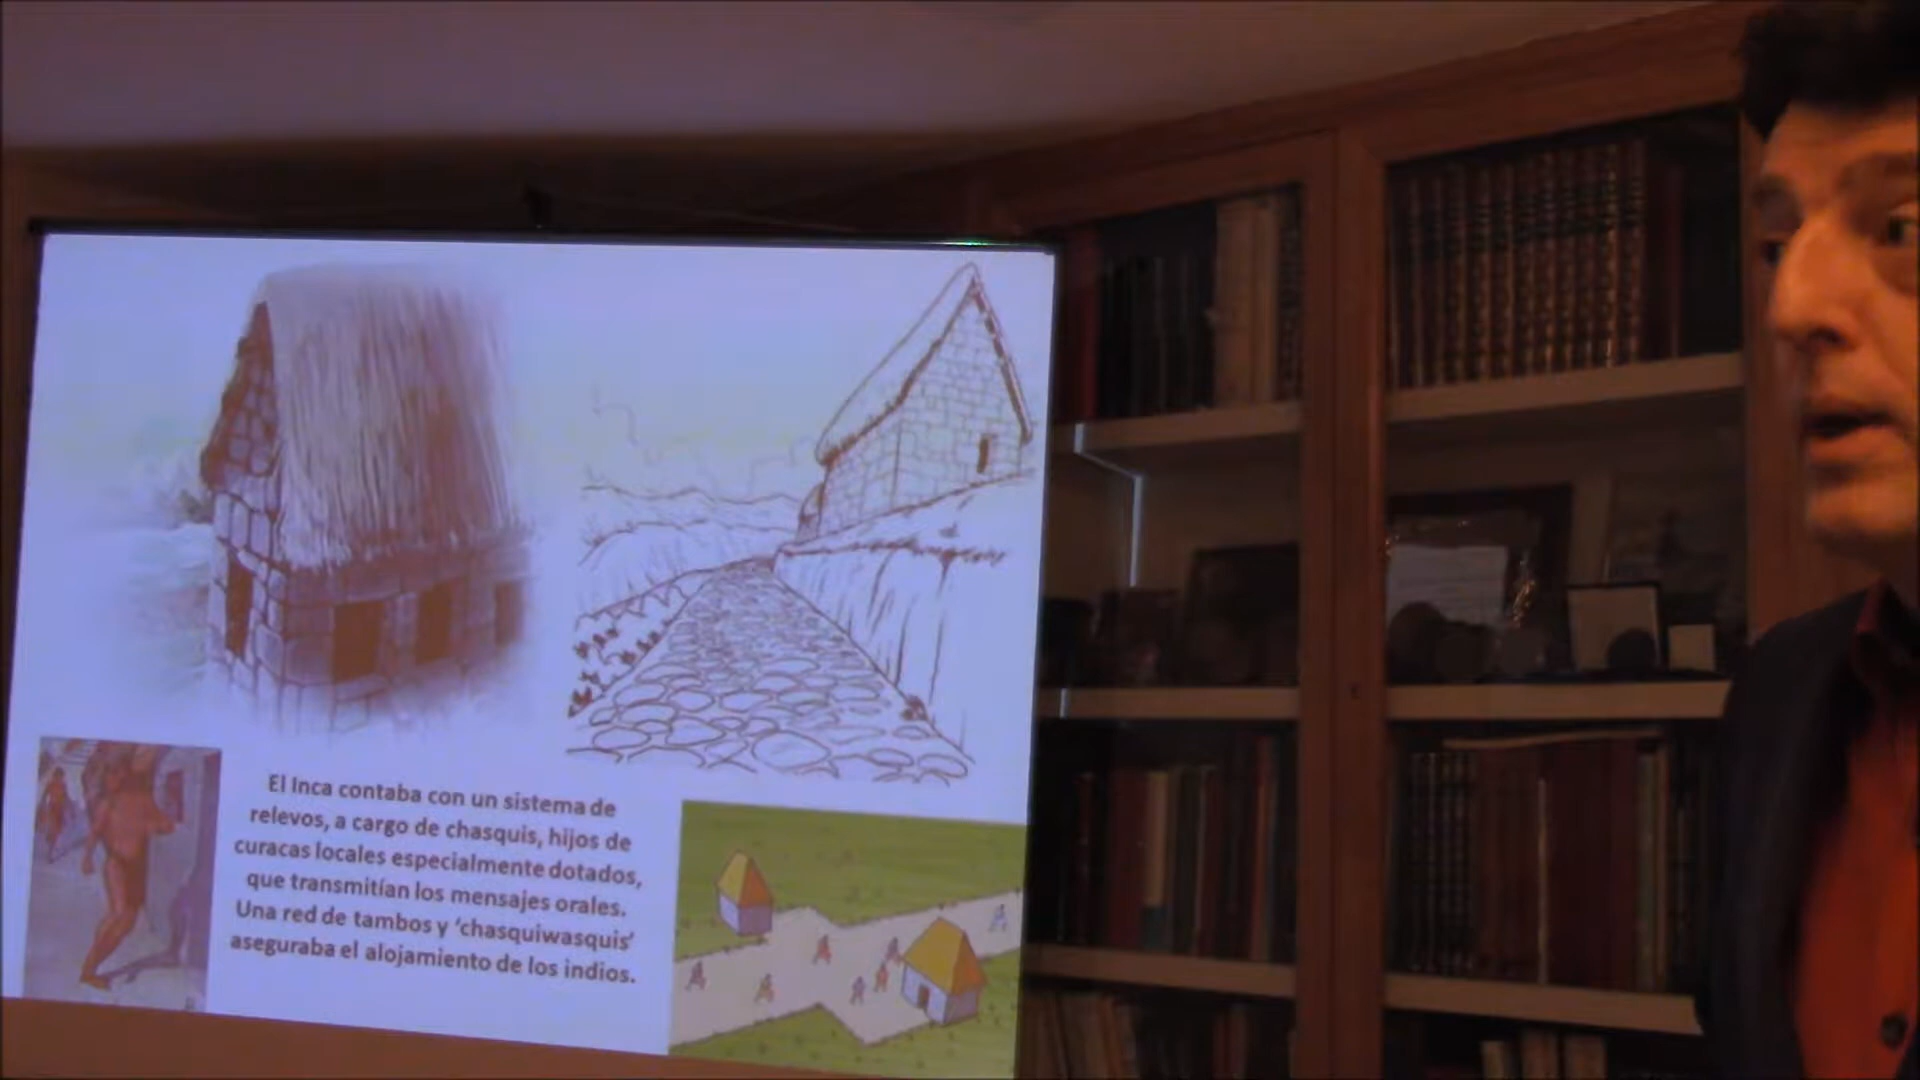 El Inca contaba con un sistema de
relevos, a cargo de chasquis, hijos de
curacas locales especialmente dotados,
que transmitían los mensajes orales.
Una red de tambos y ‘chasquiwasquis’
aseguraba el alojamiento de los indios.